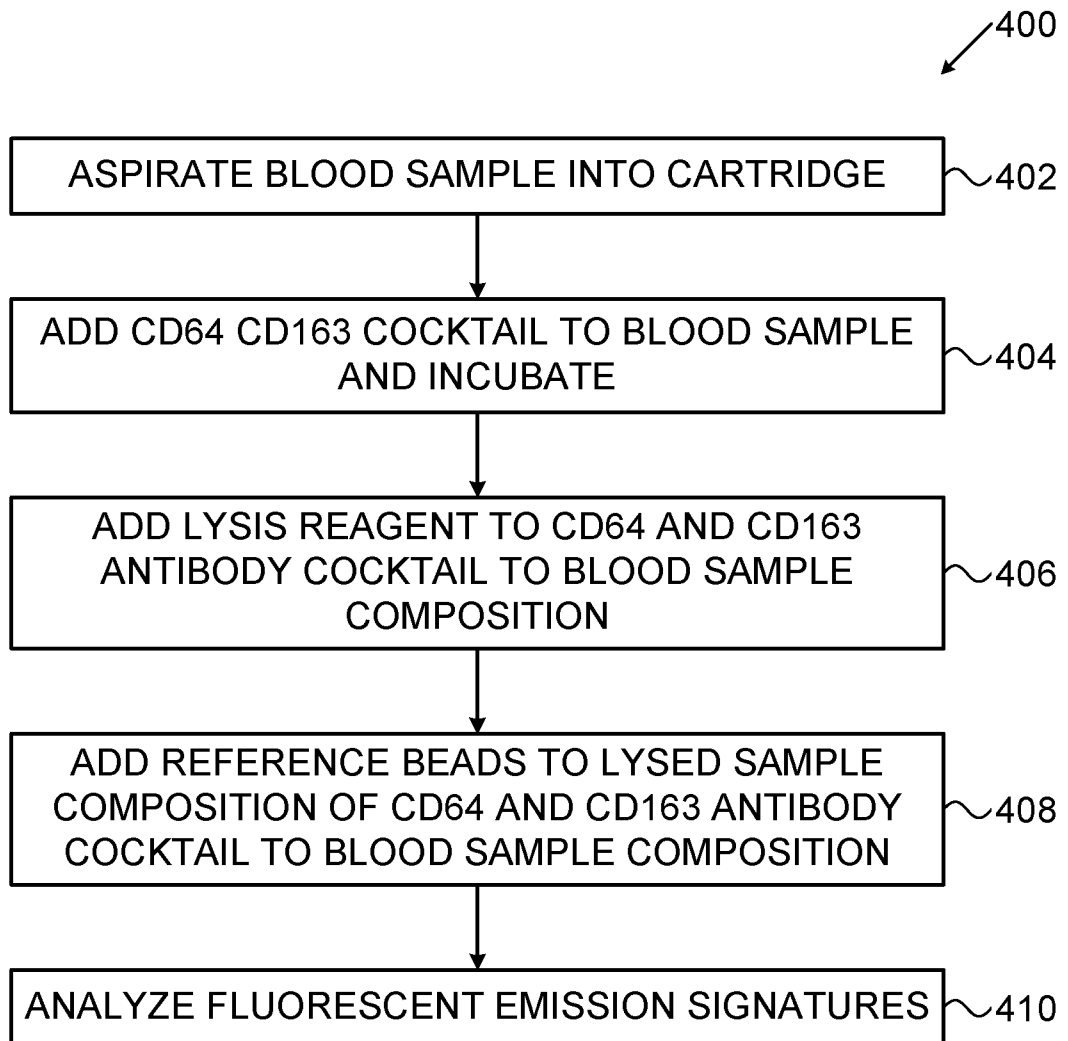 400
ASPIRATE BLOOD SAMPLE INTO CARTRIDGE
402
ADD CD64 CD163 COCKTAIL TO BLOOD SAMPLE
AND INCUBATE
404
ADD LYSIS REAGENT TO CD64 AND CD163
ANTIBODY COCKTAIL TO BLOOD SAMPLE
COMPOSITION
406
ADD REFERENCE BEADS TO LYSED SAMPLE
COMPOSITION OF CD64 AND CD163 ANTIBODY
COCKTAIL TO BLOOD SAMPLE COMPOSITION
408
ANALYZE FLUORESCENT EMISSION SIGNATURES
410